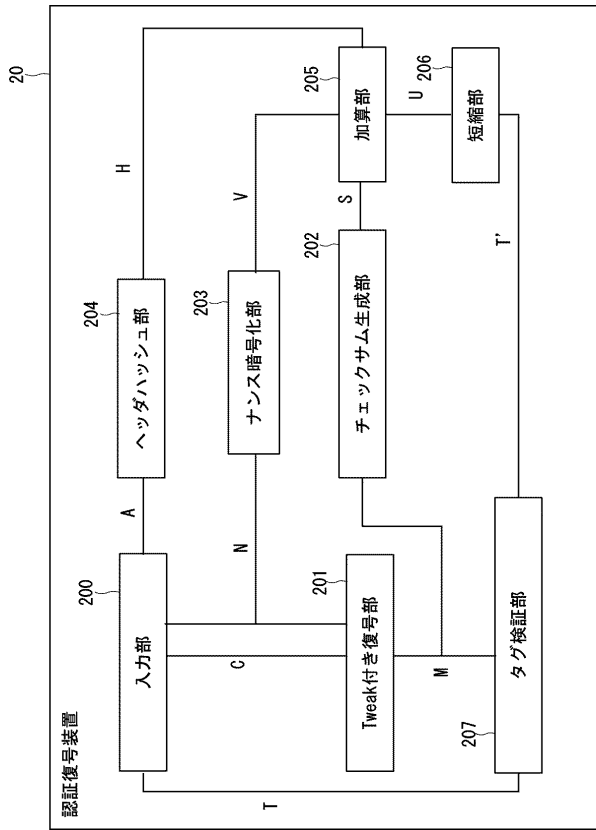 20
認証復号装置
200
入力部
A
204
ヘッダハッシュ部
H
N
203
ナンス暗号化部
V
C
201
Tweak付き復号部
202
チェックサム生成部
S
205
加算部
U
206
短縮部
M
T
207
タグ検証部
T'